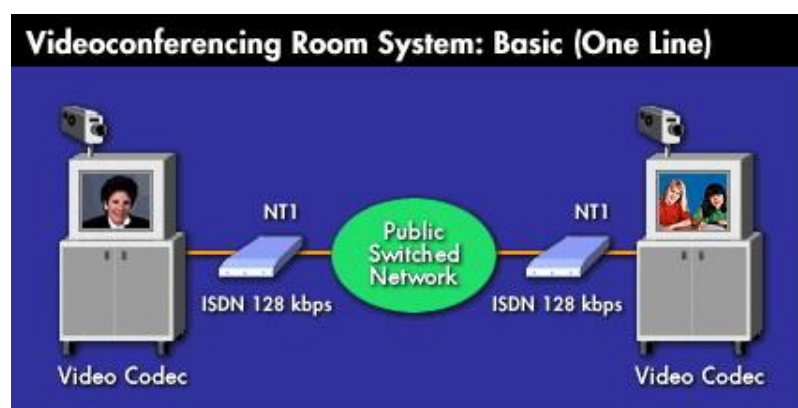 Videoconferencing Room System: Basic (One Line)
NT1
Public
Switched
Network
NT1
ISDN 128 kbps
ISDN 128 kbps
Video Codec
Video Codec